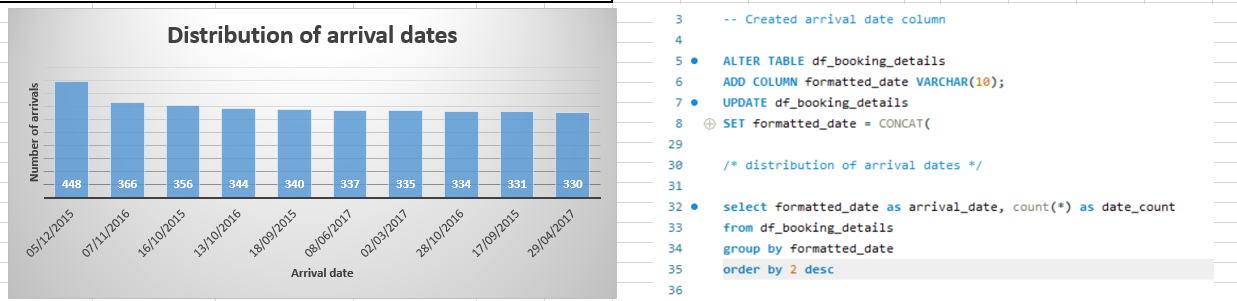 Distribution of arrival dates
Number of arrivals
448 366 356 344 340 337 335 334 331 330
05/12/2015 07/11/2016 16/10/2015 13/10/2016 18/09/2015 08/06/2017 02/03/2017 28/10/2016 17/09/2015 29/04/2017
Arrival date
3 -- Created arrival date column
4
5 ALTER TABLE df_booking_details
6 ADD COLUMN formatted_date VARCHAR(10);
7 UPDATE df_booking_details
8 SET formatted_date = CONCAT(
29
30 /* distribution of arrival dates */
31
32 select formatted_date as arrival_date, count(*) as date_count
33 from df_booking_details
34 group by formatted_date
35 order by 2 desc
36